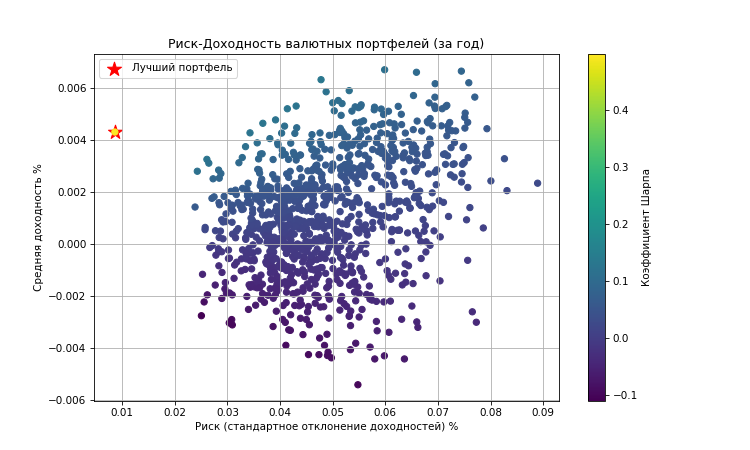 Риск-Доходность валютных портфелей (за год)
Лучший портфель
Средняя доходность %
0.006
0.004
0.002
0.000
−0.002
−0.004
−0.006
0.01 0.02 0.03 0.04 0.05 0.06 0.07 0.08 0.09
Риск (стандартное отклонение доходностей) %
0.4
0.3
0.2
0.1
0.0
−0.1
Коэффициент Шарпа